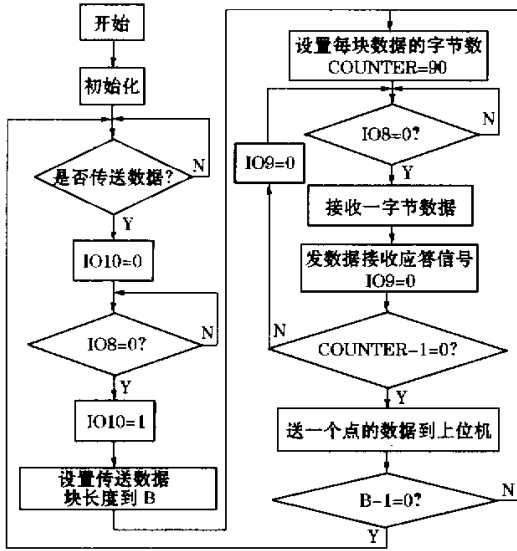 开始
初始化
是否传送数据?
N
Y
IO10=0
IO8=0?
N
Y
IO10=1
设置传送数据
块长度到 B
设置每块数据的字节数
COUNTER=90
IO8=0?
N
Y
IO9=0
接收一字节数据
发数据接收应答信号
IO9=0
N
COUNTER-1=0?
Y
送一个点的数据到上位机
B-1=0?
N
Y